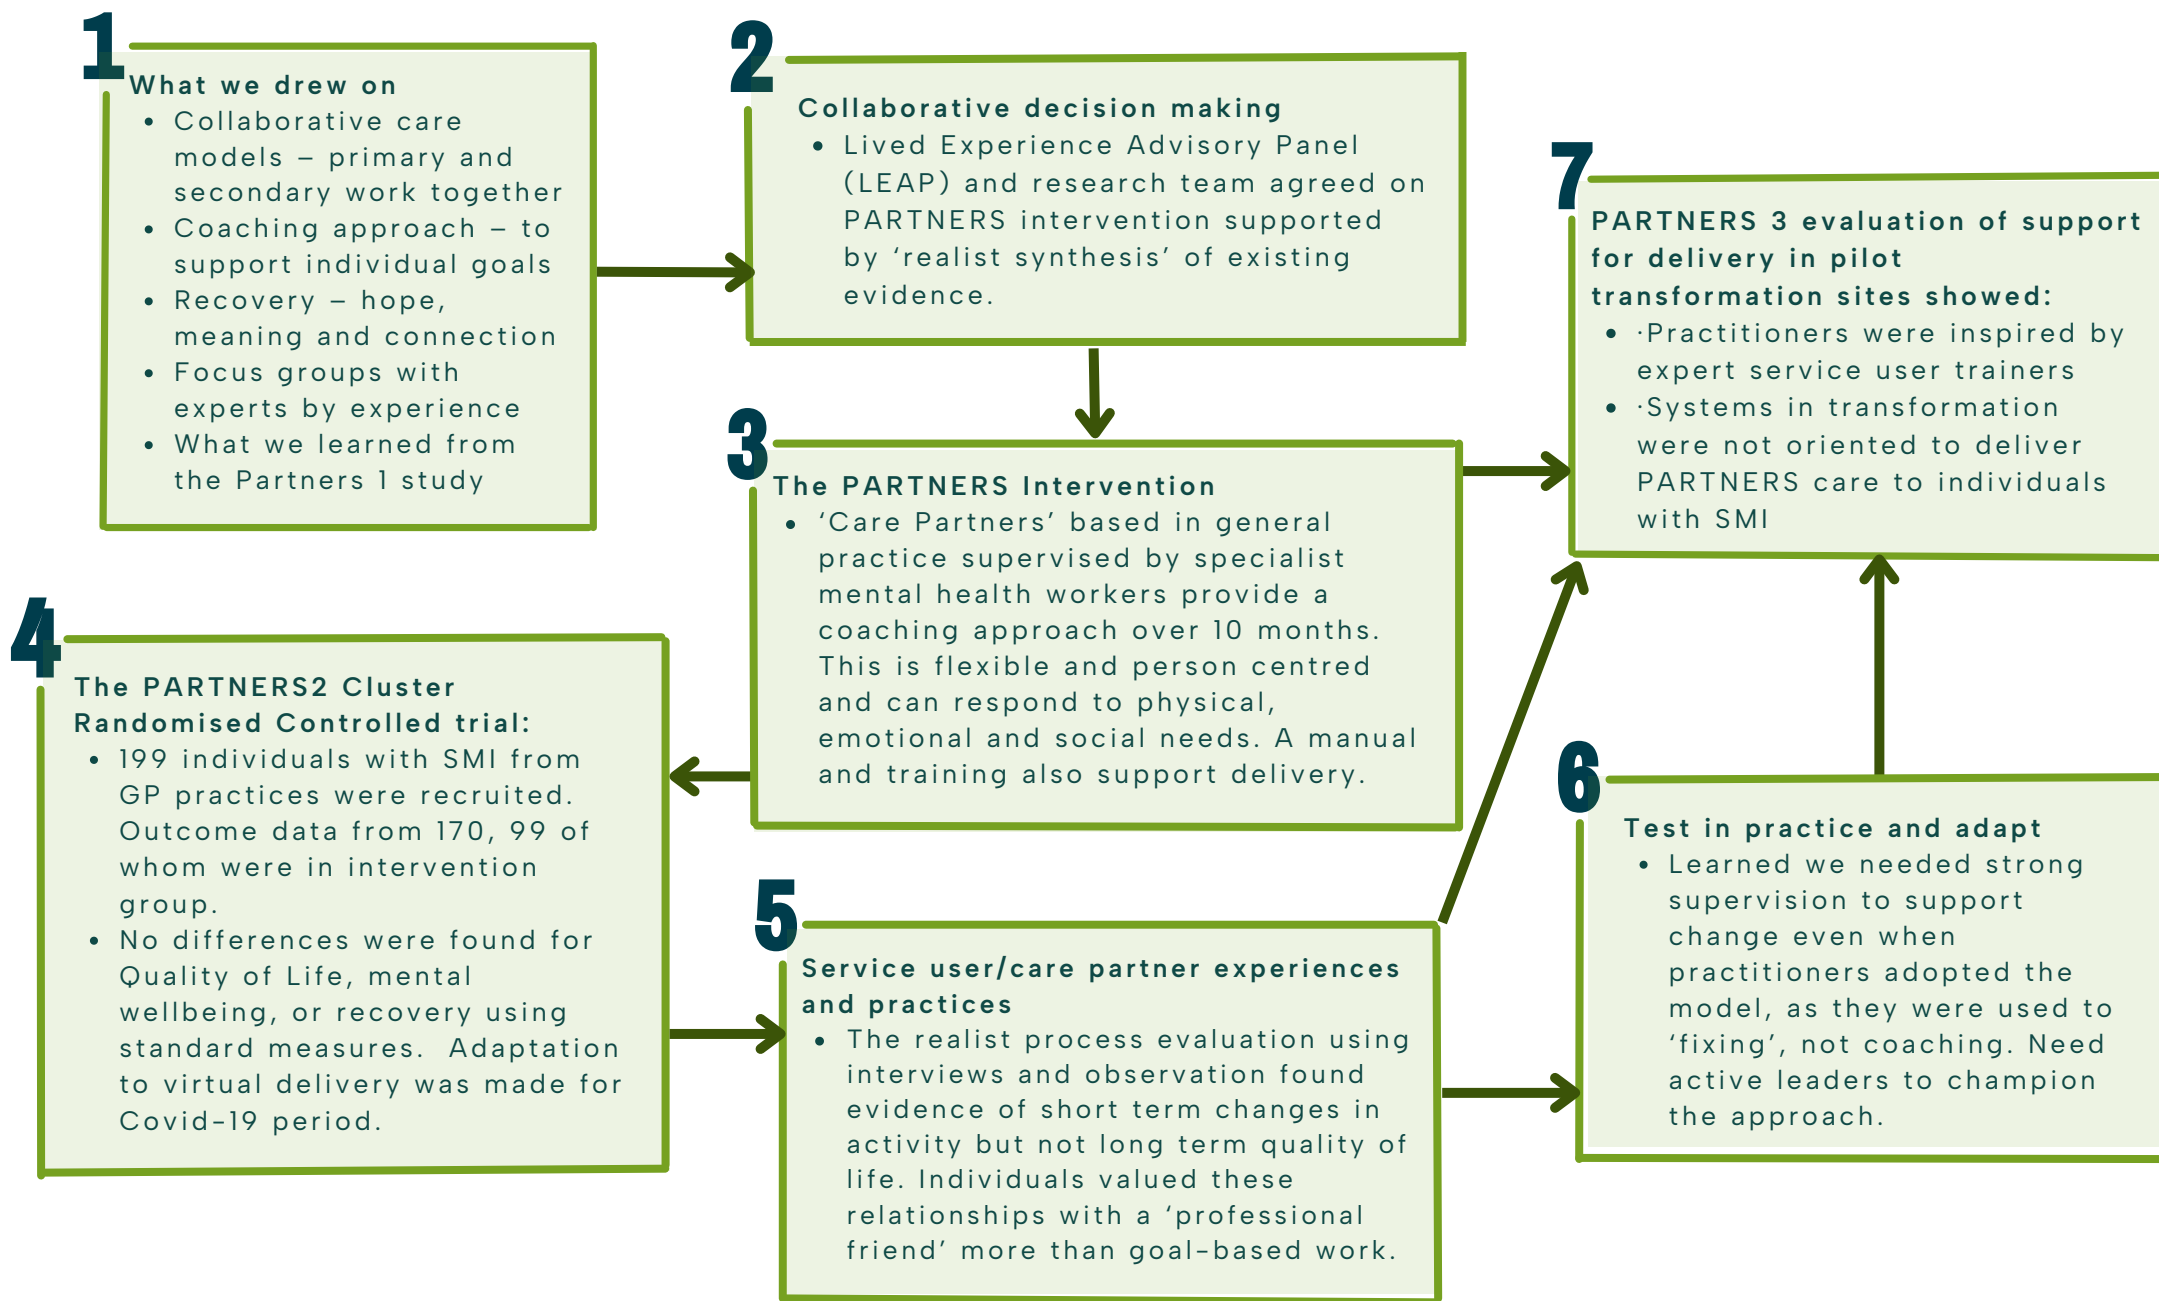 1
What we drew on
• Collaborative care
models – primary and
secondary work together
• Coaching approach – to
support individual goals
• Recovery – hope,
meaning and connection
• Focus groups with
experts by experience
• What we learned from
the Partners 1 study
2
Collaborative decision making
• Lived Experience Advisory Panel
(LEAP) and research team agreed on
PARTNERS intervention supported
by ‘realist synthesis’ of existing
evidence.
3
The PARTNERS Intervention
• ‘Care Partners’ based in general
practice supervised by specialist
mental health workers provide a
coaching approach over 10 months.
This is flexible and person centred
and can respond to physical,
emotional and social needs. A manual
and training also support delivery.
4
The PARTNERS2 Cluster
Randomised Controlled trial:
• 199 individuals with SMI from
GP practices were recruited.
Outcome data from 170, 99 of
whom were in intervention
group.
• No differences were found for
Quality of Life, mental
wellbeing, or recovery using
standard measures.  Adaptation
to virtual delivery was made for
Covid-19 period.
5
Service user/care partner experiences
and practices
• The realist process evaluation using
interviews and observation found
evidence of short term changes in
activity but not long term quality of
life. Individuals valued these
relationships with a ‘professional
friend’ more than goal-based work.
6
Test in practice and adapt
• Learned we needed strong
supervision to support
change even when
practitioners adopted the
model, as they were used to
‘fixing’, not coaching. Need
active leaders to champion
the approach.
7
PARTNERS 3 evaluation of support
for delivery in pilot
transformation sites showed:
• ·Practitioners were inspired by
expert service user trainers
• ·Systems in transformation
were not oriented to deliver
PARTNERS care to individuals
with SMI